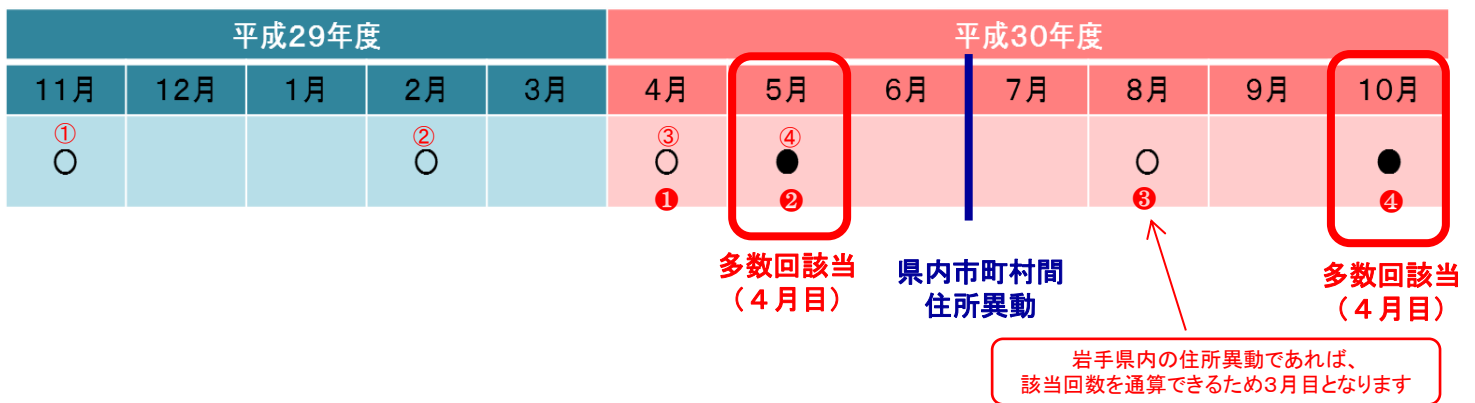 平成29年度 平成30年度
11月 12月 1月 2月 3月 4月 5月 6月 7月 8月 9月 10月
① ② ③ ④
○ ○ ○ ● ○ ●
❶ ❷ ❸ ❹
多数回該当
(4月目)
県内市町村間
住所異動
多数回該当
(4月目)
岩手県内の住所異動であれば、
該当回数を通算できるため3月目となります